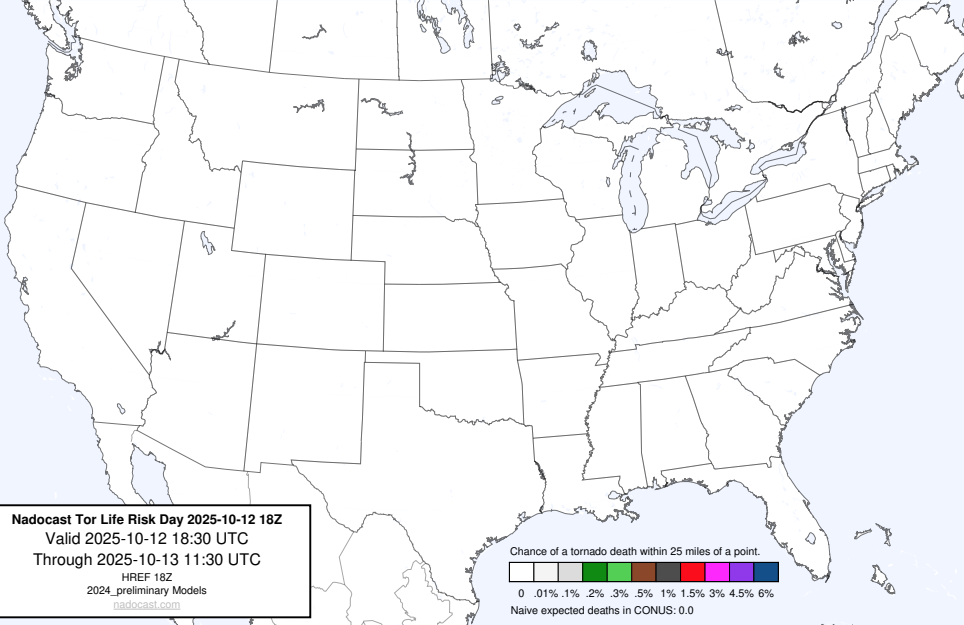 Nadocast Tor Life Risk Day 2025-10-12 18Z
Valid 2025-10-12 18:30 UTC
Through 2025-10-13 11:30 UTC
HREF 18Z
2024_preliminary Models
nadocast.com
Chance of a tornado death within 25 miles of a point.
0 .01% .1% .2% .3% .5% 1% 1.5% 3% 4.5% 6%
Naive expected deaths in CONUS: 0.0